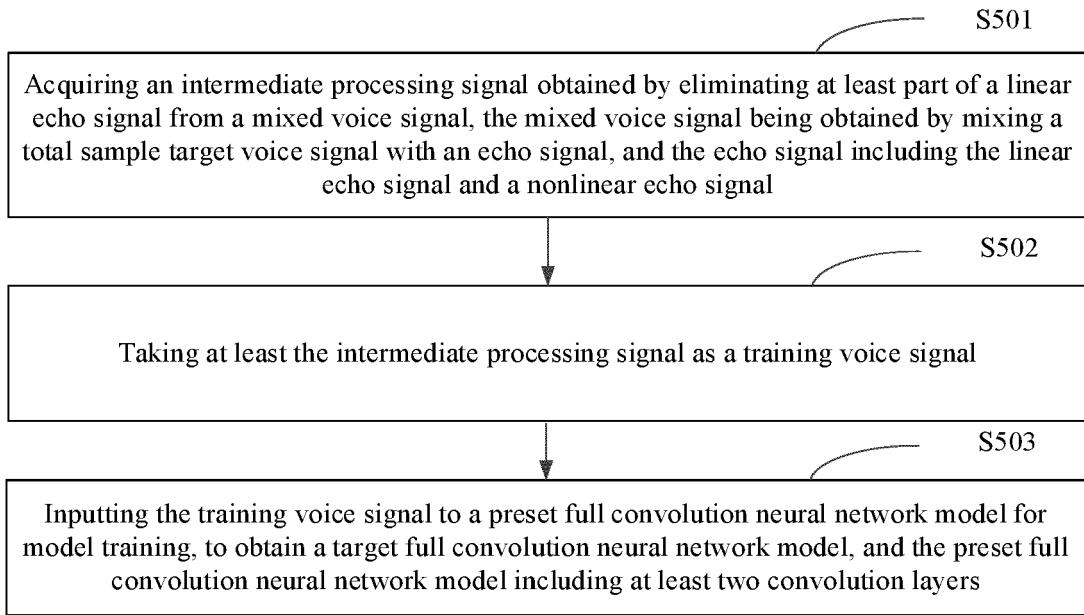 S501
Acquiring an intermediate processing signal obtained by eliminating at least part of a linear
echo signal from a mixed voice signal, the mixed voice signal being obtained by mixing a
total sample target voice signal with an echo signal, and the echo signal including the linear
echo signal and a nonlinear echo signal
S502
Taking at least the intermediate processing signal as a training voice signal
S503
Inputting the training voice signal to a preset full convolution neural network model for
model training, to obtain a target full convolution neural network model, and the preset full
convolution neural network model including at least two convolution layers